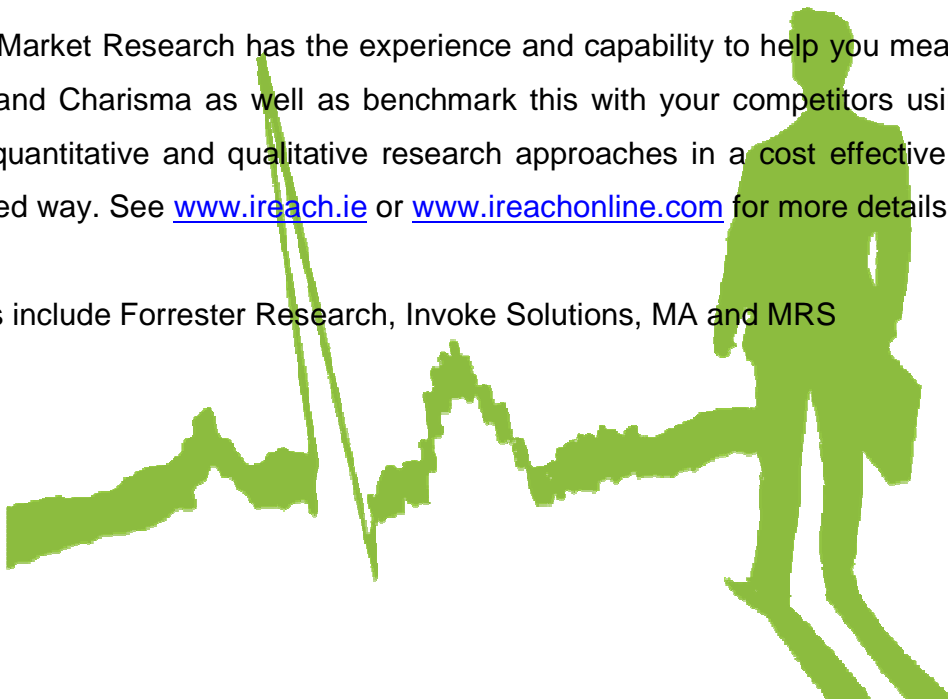 Market Research has the experience and capability to help you mea
and Charisma as well as benchmark this with your competitors usi
quantitative and qualitative research approaches in a cost effective
ed way. See www.ireach.ie or www.ireachonline.com for more details
s include Forrester Research, Invoke Solutions, MA and MRS